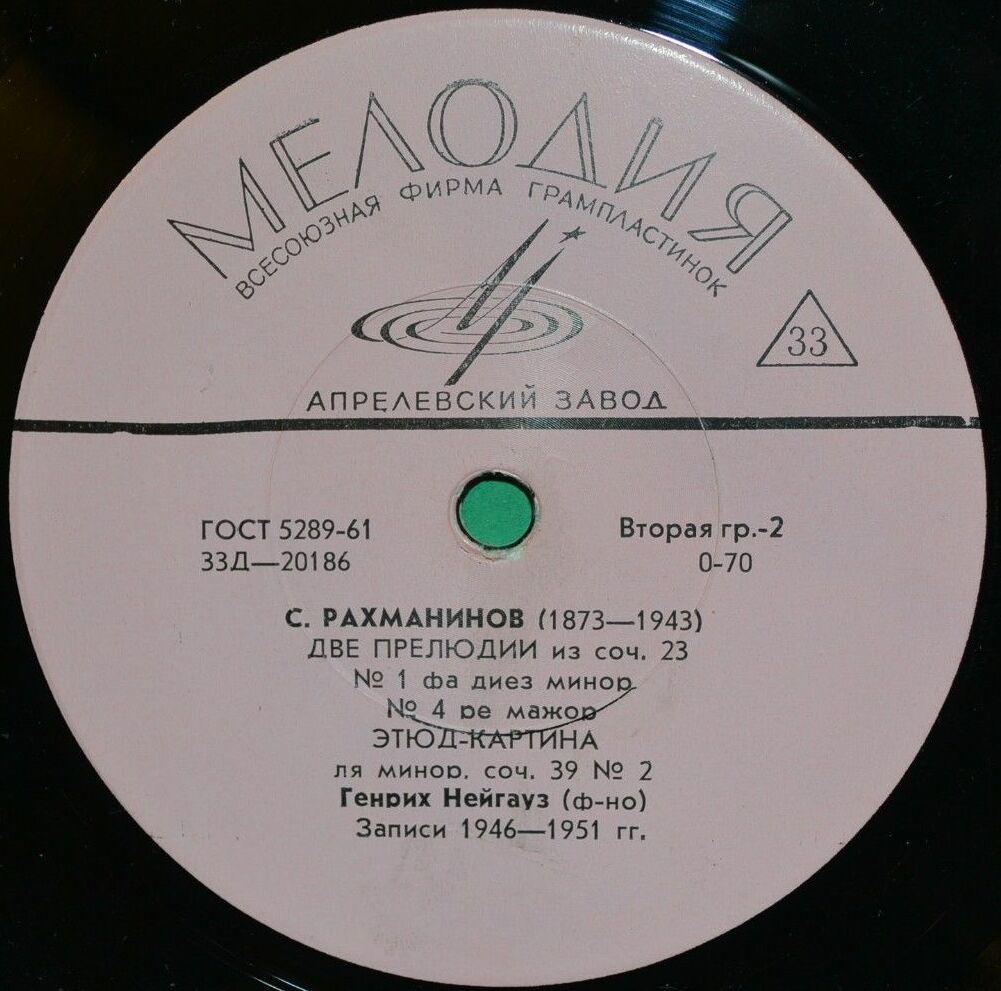 МЕЛОДИЯ
ВСЕСОЮЗНАЯ ФИРМА ГРАМПЛАСТИНОК
33
АПРЕЛЕВСКИЙ ЗАВОД
ГОСТ 5289-61
Вторая гр.-2
33Д—20186
0-70
С. РАХМАНИНОВ (1873—1943)
ДВЕ ПРЕЛЮДИИ из соч. 23
№ 1 фа диез минор
№ 4 ре мажор
ЭТЮД-КАРТИНА
ля минор, соч. 39 № 2
Генрих Нейгауз (ф-но)
Записи 1946—1951 гг.